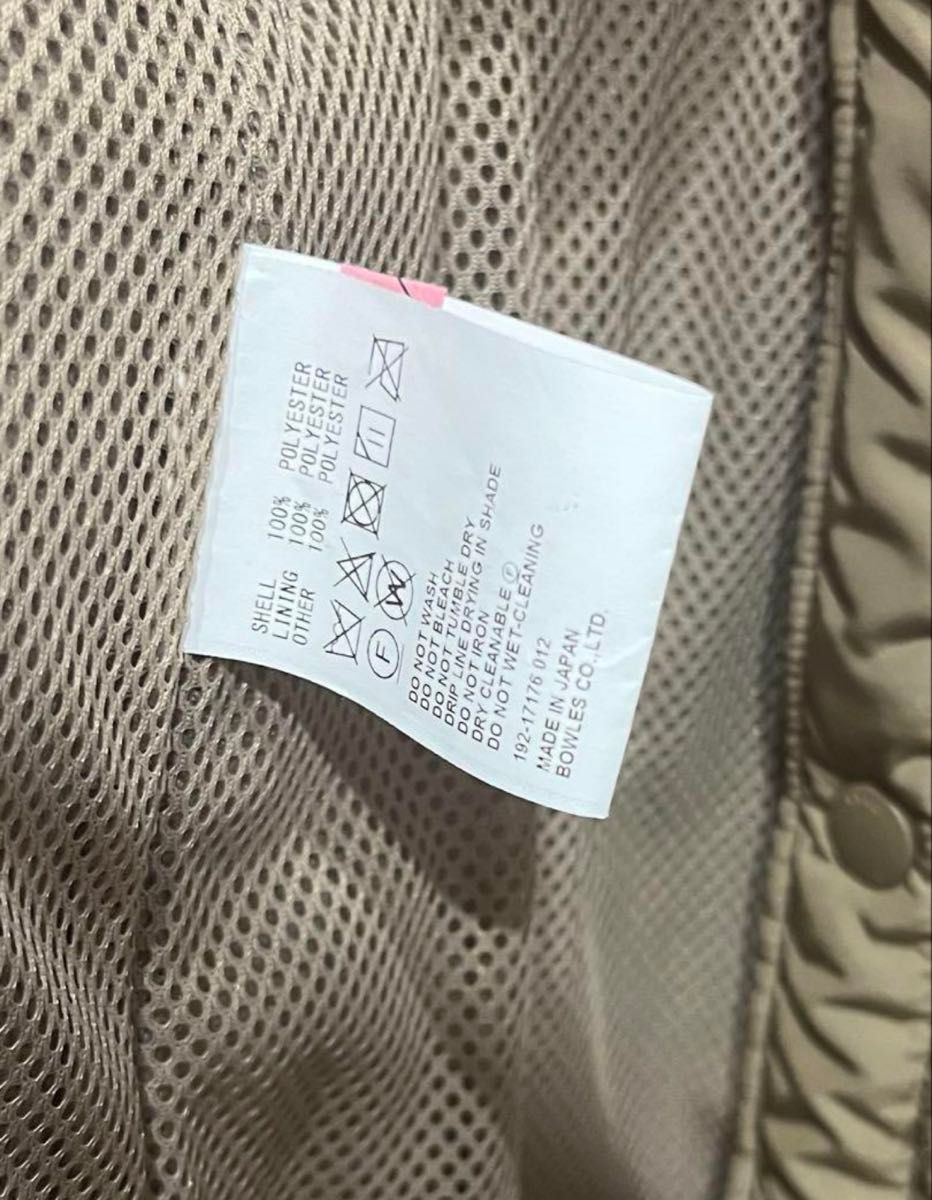 SHELL 100% POLYESTER
LINING 100% POLYESTER
OTHER 100% POLYESTER
F W
DO NOT WASH
DO NOT BLEACH
DO NOT TUMBLE DRY
DRIP LINE DRYING IN SHADE
DO NOT IRON
DRY CLEANABLE Ⓕ
DO NOT WET-CLEANING
192-17176 012
MADE IN JAPAN
BOWLES CO.,LTD.